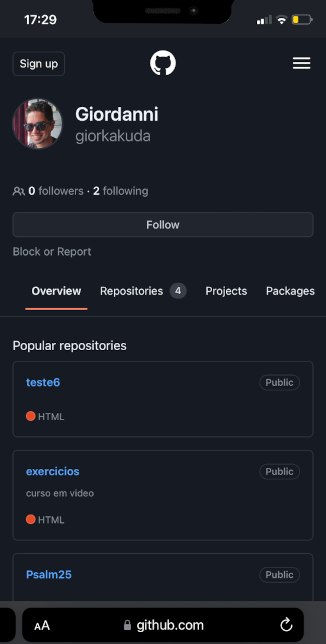 17:29
Sign up
Giordanni
giorkakuda
0 followers · 2 following
Follow
Block or Report
Overview Repositories 4 Projects Packages
Popular repositories
teste6 Public
HTML
exercicios Public
curso em video
HTML
Psalm25 Public
AA github.com